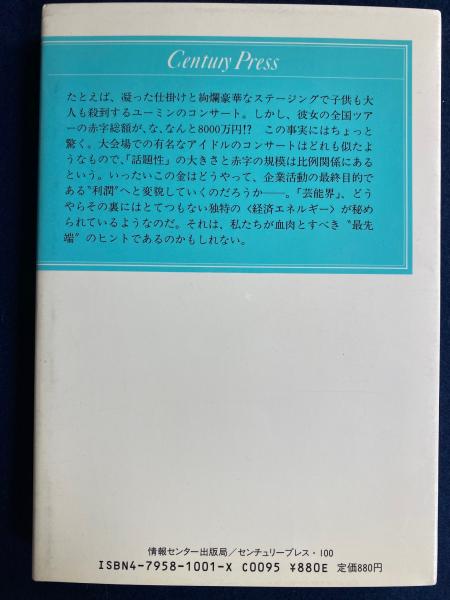 Century Press
たとえば、凝った仕掛けと絢爛豪華なステージングで子供も大
人も殺到するユーミンのコンサート。しかし、彼女の全国ツア
ーの赤字総額が、な、なんと8000万円!?　この事実にはちょっと
驚く。大会場での有名なアイドルのコンサートはどれも似たよ
うなもので、「話題性」の大きさと赤字の規模は比例関係にある
という。いったいこの金はどうやって、企業活動の最終目的で
ある〝利潤〟へと変貌していくのだろうか──。「芸能界」、どう
やらその裏にはとてつもない独特の〈経済エネルギー〉が秘め
られているようなのだ。それは、私たちが血肉とすべき〝最先
端〟のヒントであるのかもしれない。
情報センター出版局/センチュリープレス・100
ISBN4-7958-1001-X C0095 ¥880E 定価880円